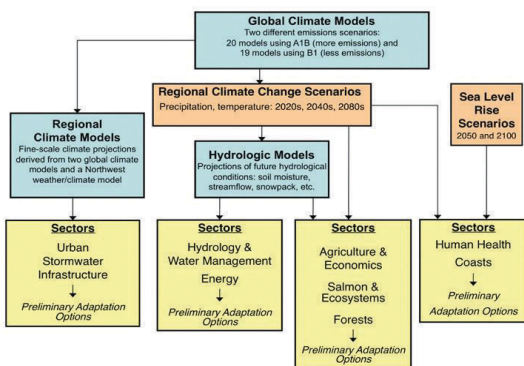 Global Climate Models
Two different emissions scenarios:
20 models using A1B (more emissions) and
19 models using B1 (less emissions)
Regional Climate Change Scenarios
Precipitation, temperature: 2020s, 2040s, 2080s
Sea Level
Rise
Scenarios
2050 and 2100
Regional
Climate Models
Fine-scale climate projections
derived from two global climate
models and a Northwest
weather/climate model
Hydrologic Models
Projections of future hydrological
conditions: soil moisture,
streamflow, snowpack, etc.
Sectors
Urban
Stormwater
Infrastructure
Preliminary Adaptation
Options
Sectors
Hydrology &
Water Management
Energy
Preliminary Adaptation
Options
Sectors
Agriculture &
Economics
Salmon &
Ecosystems
Forests
Preliminary Adaptation
Options
Sectors
Human Health
Coasts
Preliminary
Adaptation Options